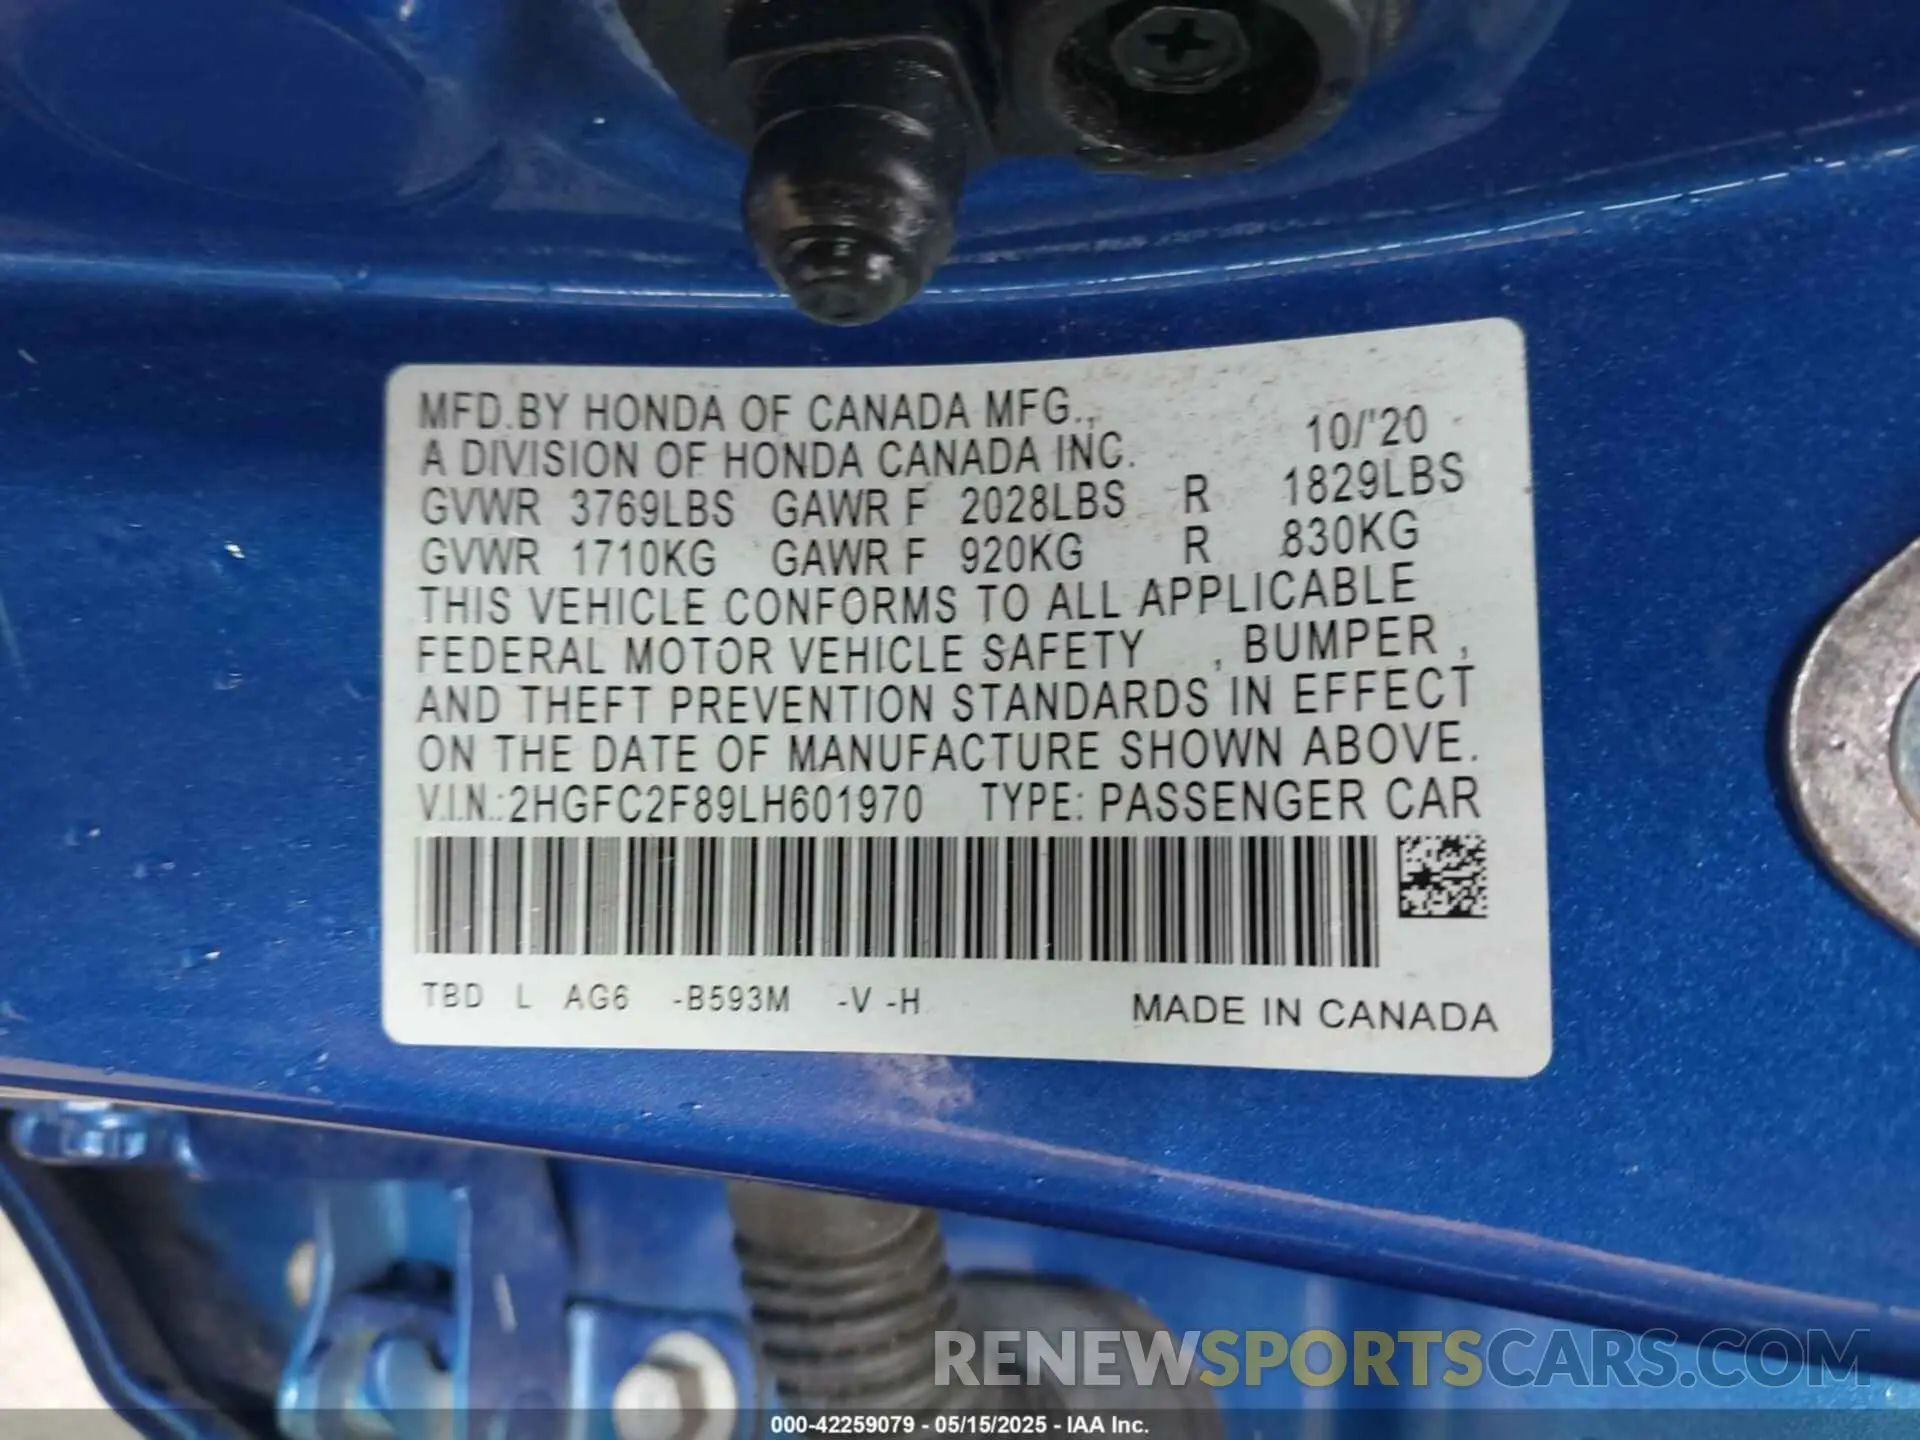 MFD.BY HONDA OF CANADA MFG.,
A DIVISION OF HONDA CANADA INC. 10/'20
GVWR 3769LBS GAWR F 2028LBS R 1829LBS
GVWR 1710KG GAWR F 920KG R 830KG
THIS VEHICLE CONFORMS TO ALL APPLICABLE
FEDERAL MOTOR VEHICLE SAFETY , BUMPER ,
AND THEFT PREVENTION STANDARDS IN EFFECT
ON THE DATE OF MANUFACTURE SHOWN ABOVE.
V.I.N.:2HGFC2F89LH601970 TYPE: PASSENGER CAR
TBD L AG6 -B593M -V -H MADE IN CANADA
RENEWSPORTSCARS.COM
000-42259079 - 05/15/2025 - IAA Inc.